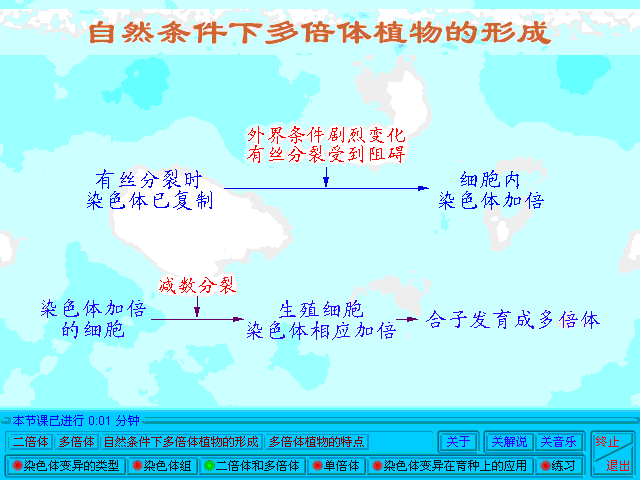 自然条件下多倍体植物的形成
外界条件剧烈变化
有丝分裂受到阻碍
有丝分裂时
染色体已复制
细胞内
染色体加倍
减数分裂
染色体加倍
的细胞
生殖细胞
染色体相应加倍
合子发育成多倍体
本节课已进行 0:01 分钟
二倍体 多倍体 自然条件下多倍体植物的形成 多倍体植物的特点 关于 关解说 关音乐 终止
染色体变异的类型 染色体组 二倍体和多倍体 单倍体 染色体变异在育种上的应用 练习 退出